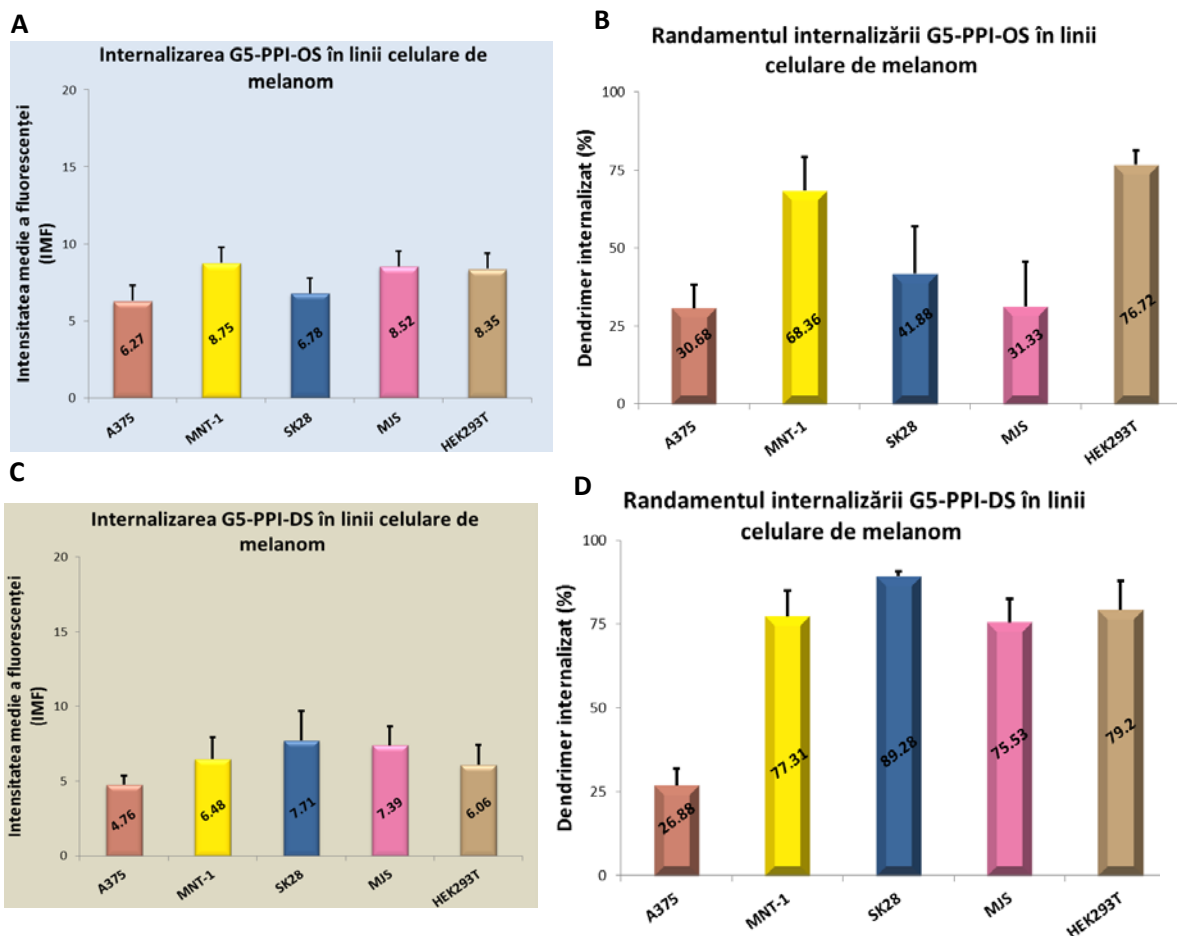 A
Internalizarea G5-PPI-OS în linii celulare de
melanom
Intensitatea medie a fluorescenței
(IMF)
20
15
10
5
0
6.27
8.75
6.78
8.52
8.35
A375
MNT-1
SK28
MJS
HEK293T
B
Randamentul internalizării G5-PPI-OS în linii
celulare de melanom
Dendrimer internalizat (%)
100
75
50
25
0
30.68
68.36
41.88
31.33
76.72
A375
MNT-1
SK28
MJS
HEK293T
C
Internalizarea G5-PPI-DS în linii celulare de
melanom
Intensitatea medie a fluorescenței
(IMF)
20
15
10
5
0
4.76
6.48
7.71
7.39
6.06
A375
MNT-1
SK28
MJS
HEK293T
D
Randamentul internalizării G5-PPI-DS în linii
celulare de melanom
Dendrimer internalizat (%)
100
75
50
25
0
26.88
77.31
89.28
75.53
79.2
A375
MNT-1
SK28
MJS
HEK293T